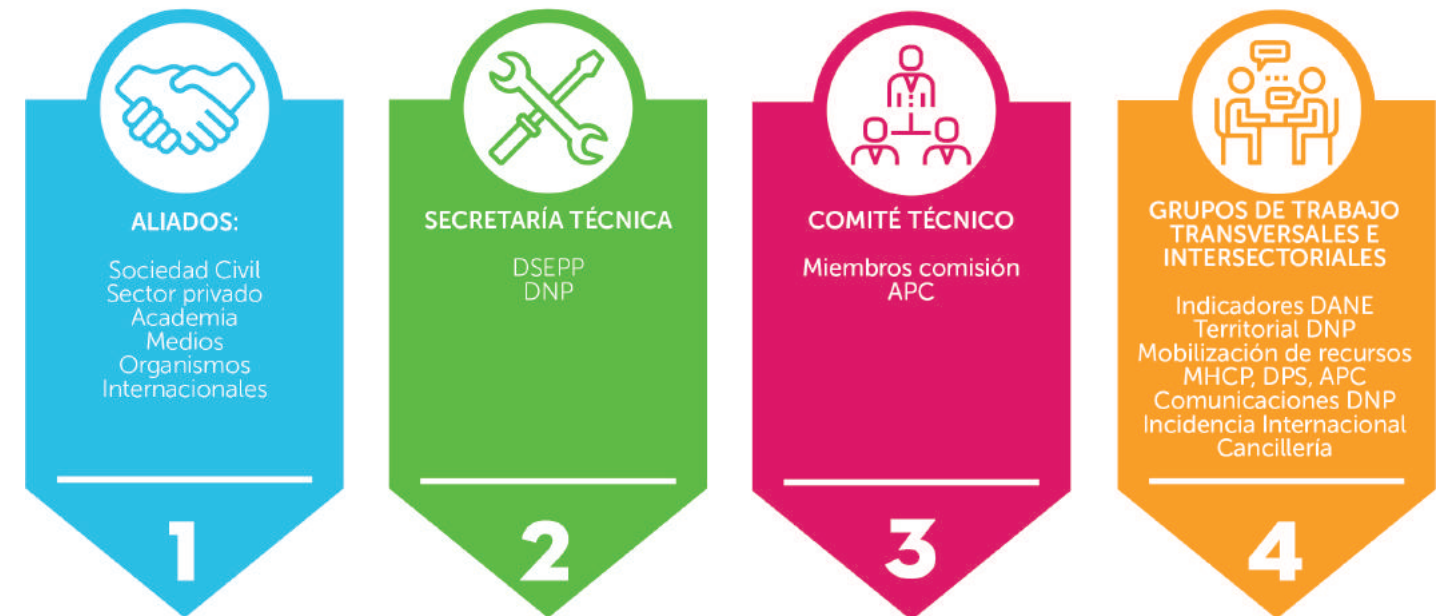 ALIADOS:
Sociedad Civil
Sector privado
Academia
Medios
Organismos
Internacionales
1
SECRETARÍA TÉCNICA
DSEPP
DNP
2
COMITÉ TÉCNICO
Miembros comisión
APC
3
GRUPOS DE TRABAJO
TRANSVERSALES E
INTERSECTORIALES
Indicadores DANE
Territorial DNP
Mobilización de recursos
MHCP, DPS, APC
Comunicaciones DNP
Incidencia Internacional
Cancillería
4